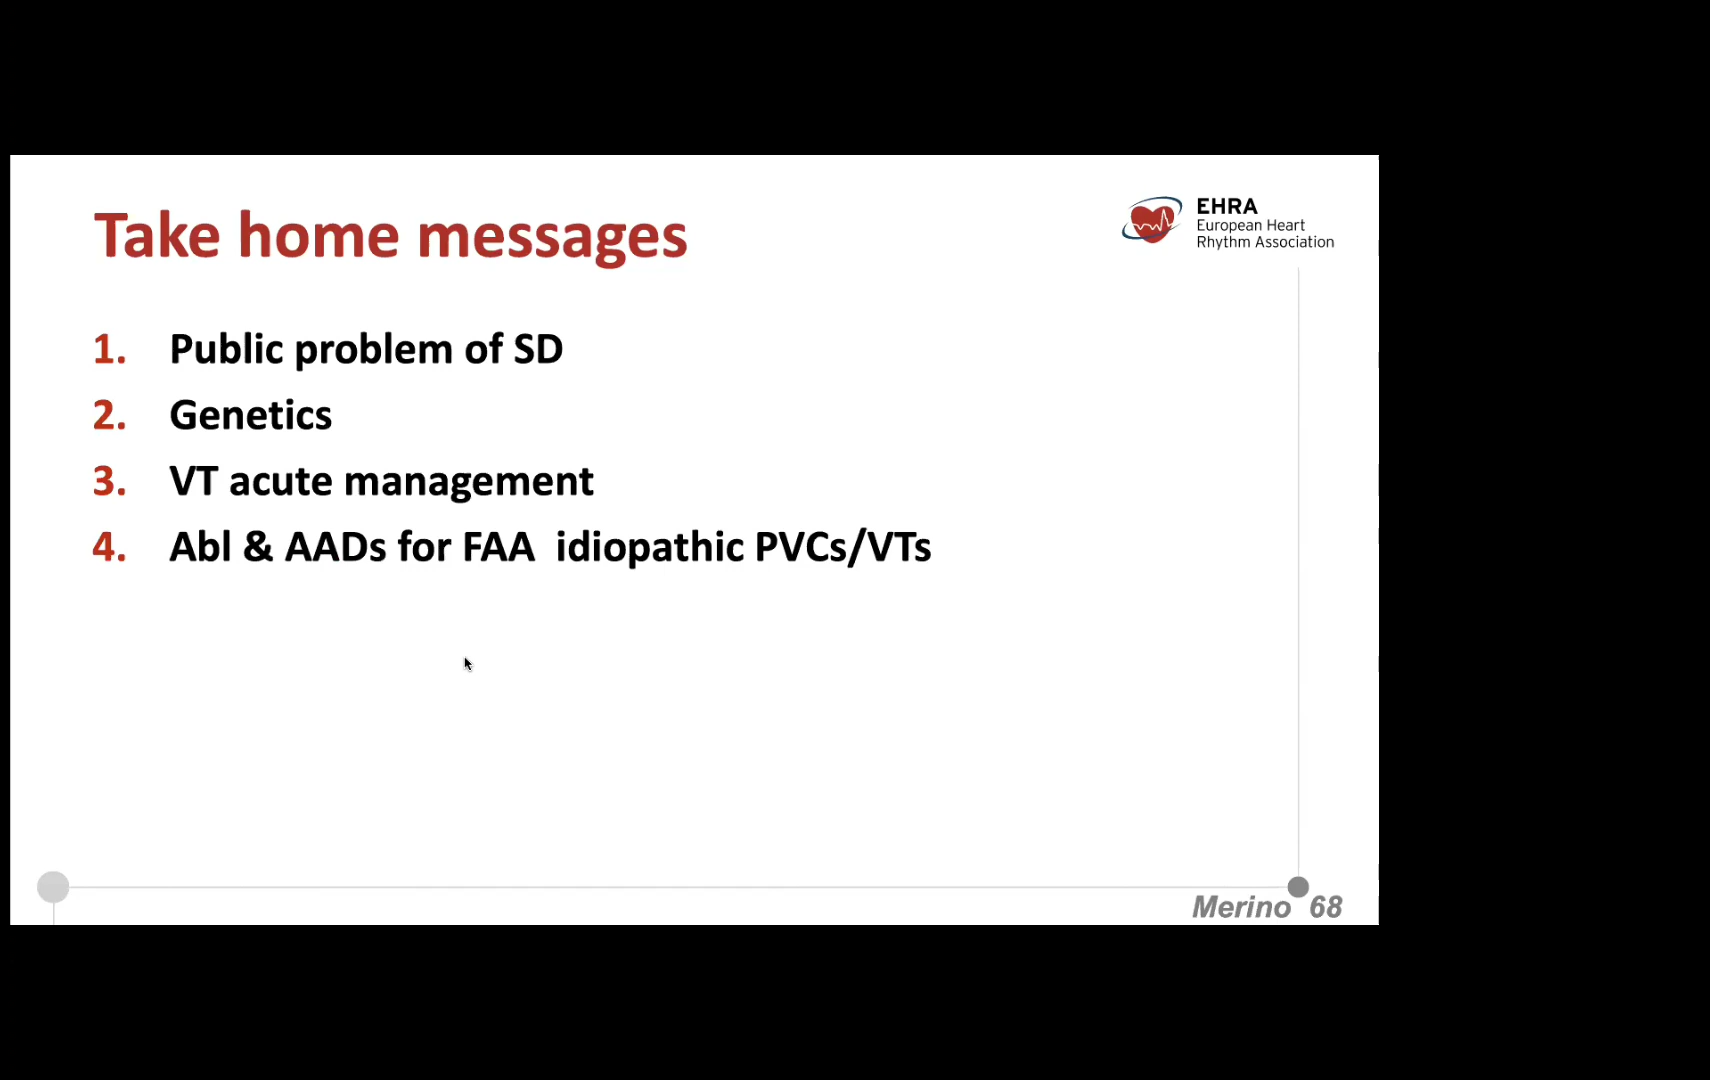 Take home messages
EHRA
European Heart
Rhythm Association
1. Public problem of SD
2. Genetics
3. VT acute management
4. Abl & AADs for FAA  idiopathic PVCs/VTs
Merino 68